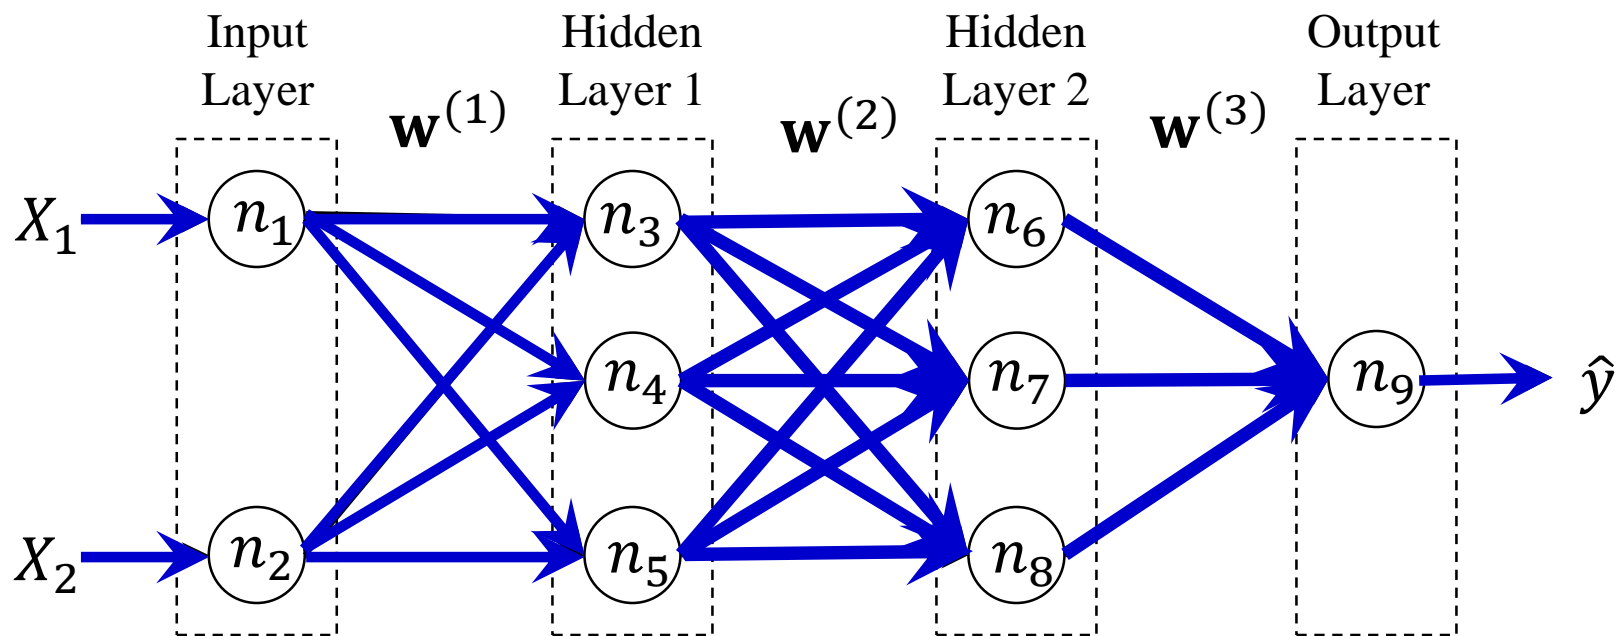 Input Layer
Hidden Layer 1
Hidden Layer 2
Output Layer
𝐰⁽¹⁾
𝐰⁽²⁾
𝐰⁽³⁾
X₁
n₁
n₃
n₆
n₄
n₇
n₉
ŷ
X₂
n₂
n₅
n₈